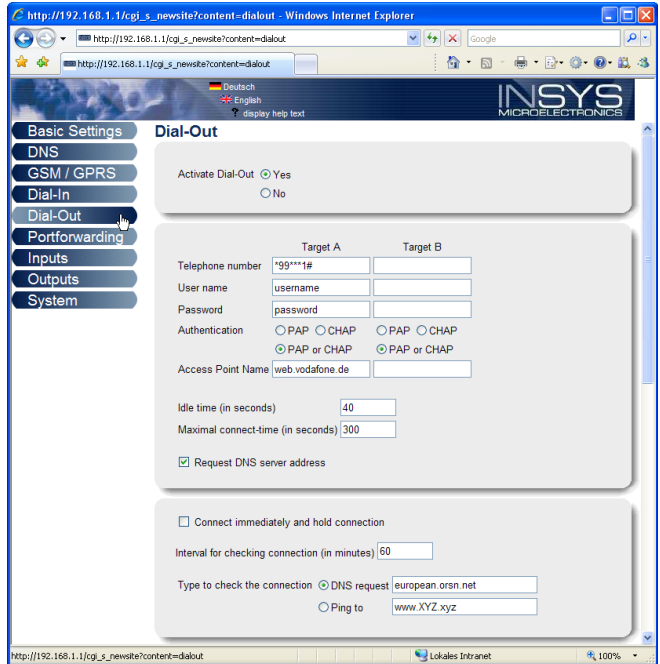 http://192.168.1.1/cgi_s_newsite?content=dialout - Windows Internet Explorer
http://192.168.1.1/cgi_s_newsite?content=dialout
Google
http://192.168.1.1/cgi_s_newsite?content=dialout
Deutsch
English
? display help text
INSYS
MICROELECTRONICS
Basic Settings
DNS
GSM / GPRS
Dial-In
Dial-Out
Portforwarding
Inputs
Outputs
System
Dial-Out
Activate Dial-Out Yes
No
Target A Target B
Telephone number *99***1#
User name username
Password password
Authentication PAP CHAP PAP CHAP
PAP or CHAP PAP or CHAP
Access Point Name web.vodafone.de
Idle time (in seconds) 40
Maximal connect-time (in seconds) 300
Request DNS server address
Connect immediately and hold connection
Interval for checking connection (in minutes) 60
Type to check the connection DNS request european.orsn.net
Ping to www.XYZ.xyz
http://192.168.1.1/cgi_s_newsite?content=dialout Lokales Intranet 100%